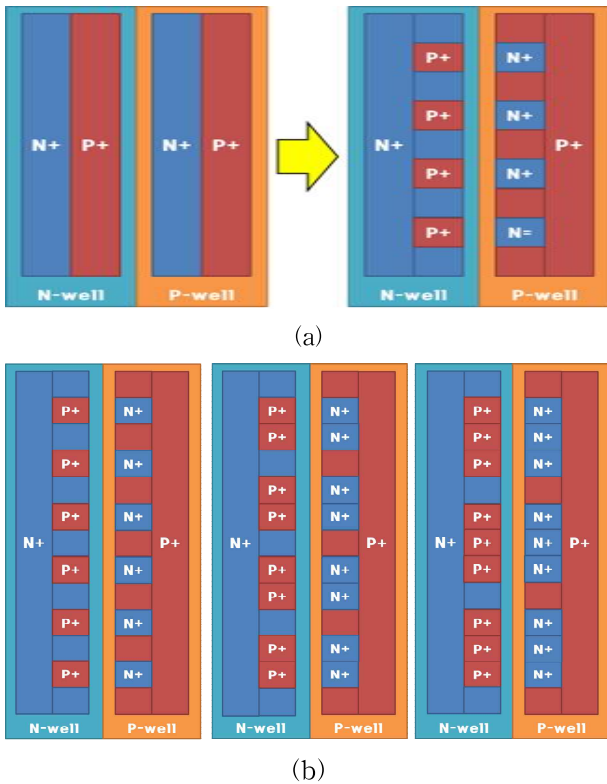 P+ N+
P+ N+
N+ P+ N+ P+ N+ P+
P+ N+
P+ N=
N-well P-well N-well P-well
(a)
P+ N+ P+ N+ P+ N+
P+ N+ P+ N+
P+ N+ P+ N+
P+ N+
P+ N+ P+ N+ P+ N+
N+ P+ N+ P+ N+ P+ N+ P+
P+ N+ P+ N+ P+ N+
P+ N+
P+ N+ P+ N+
P+ N+ P+ N+
P+ N+ P+ N+ P+ N+
N-well P-well N-well P-well N-well P-well
(b)